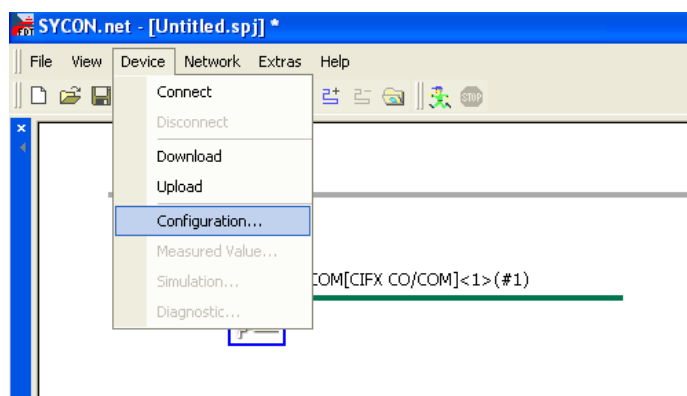 SYCON.net - [Untitled.spj] *
File View Device Network Extras Help
Connect
STOP
Disconnect
Download
Upload
Configuration...
Measured Value...
COM[CIFX CO/COM]<1>(#1)
Simulation...
Diagnostic...